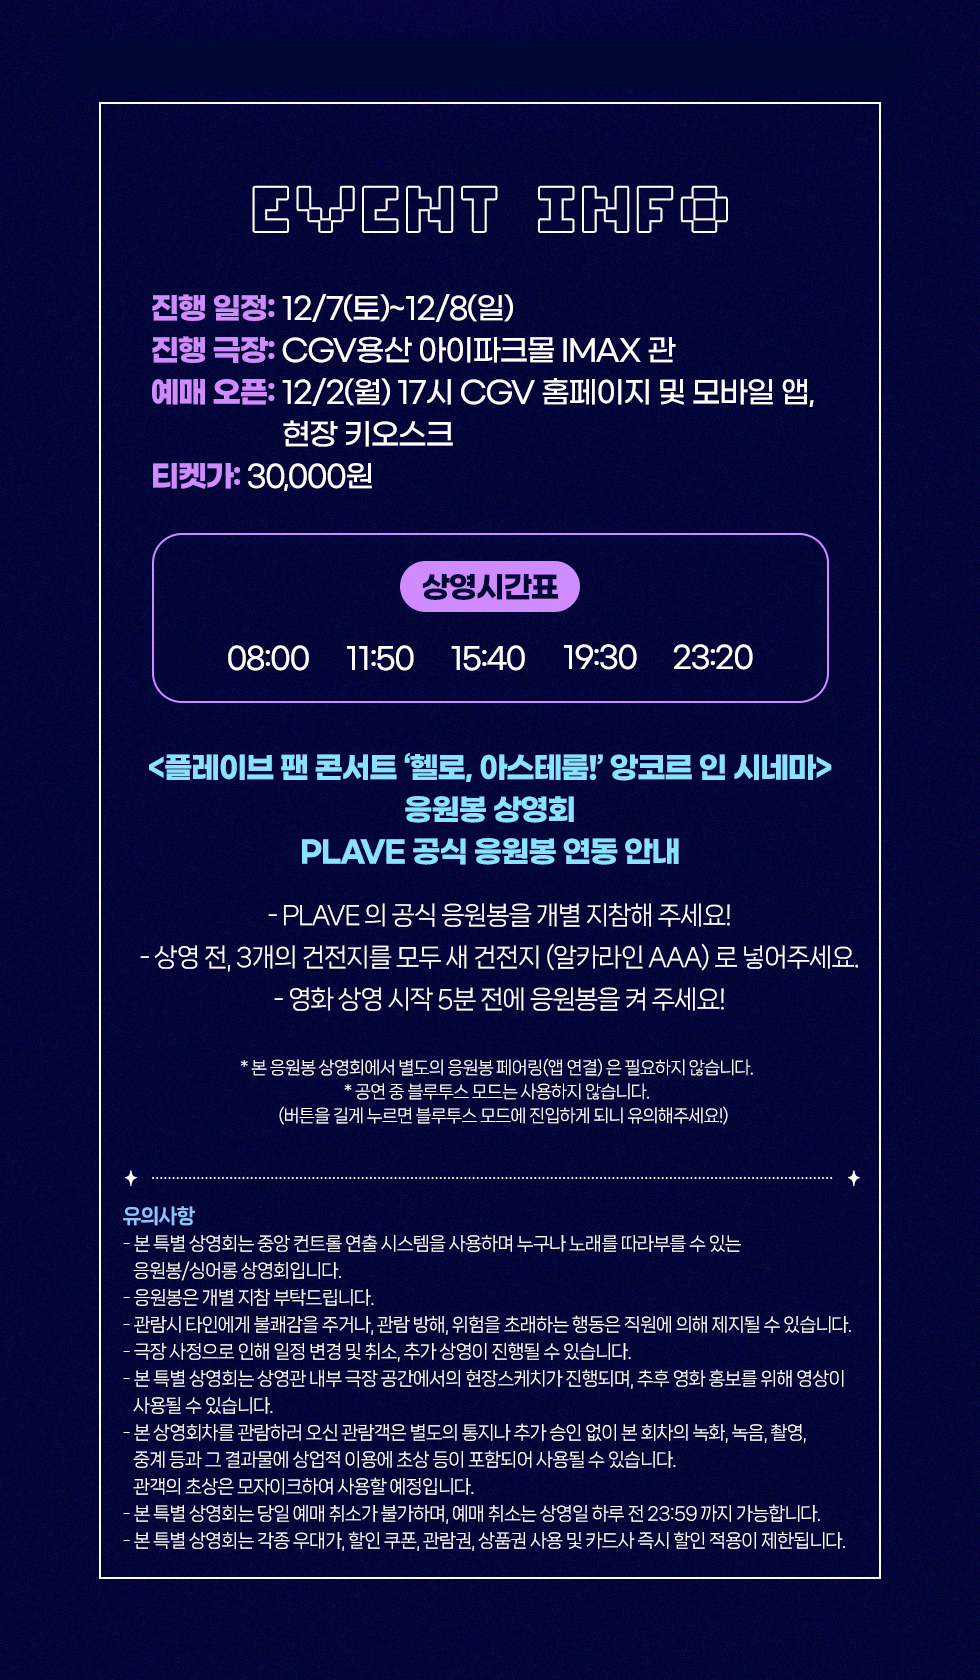 EVENT INFO
진행 일정: 12/7(토)~12/8(일)
진행 극장: CGV용산 아이파크몰 IMAX 관
예매 오픈: 12/2(월) 17시 CGV 홈페이지 및 모바일 앱,
현장 키오스크
티켓가: 30,000원
상영시간표
08:00 11:50 15:40 19:30 23:20
<플레이브 팬 콘서트 ‘헬로, 아스테룸!’ 앙코르 인 시네마>
응원봉 상영회
PLAVE 공식 응원봉 연동 안내
- PLAVE 의 공식 응원봉을 개별 지참해 주세요!
- 상영 전, 3개의 건전지를 모두 새 건전지 (알카라인 AAA) 로 넣어주세요.
- 영화 상영 시작 5분 전에 응원봉을 켜 주세요!
* 본 응원봉 상영회에서 별도의 응원봉 페어링(앱 연결) 은 필요하지 않습니다.
* 공연 중 블루투스 모드는 사용하지 않습니다.
(버튼을 길게 누르면 블루투스 모드에 진입하게 되니 유의해주세요!)
유의사항
- 본 특별 상영회는 중앙 컨트롤 연출 시스템을 사용하며 누구나 노래를 따라부를 수 있는
응원봉/싱어롱 상영회입니다.
- 응원봉은 개별 지참 부탁드립니다.
- 관람시 타인에게 불쾌감을 주거나, 관람 방해, 위험을 초래하는 행동은 직원에 의해 제지될 수 있습니다.
- 극장 사정으로 인해 일정 변경 및 취소, 추가 상영이 진행될 수 있습니다.
- 본 특별 상영회는 상영관 내부 극장 공간에서의 현장스케치가 진행되며, 추후 영화 홍보를 위해 영상이
사용될 수 있습니다.
- 본 상영회차를 관람하러 오신 관람객은 별도의 통지나 추가 승인 없이 본 회차의 녹화, 녹음, 촬영,
중계 등과 그 결과물에 상업적 이용에 초상 등이 포함되어 사용될 수 있습니다.
관객의 초상은 모자이크하여 사용할 예정입니다.
- 본 특별 상영회는 당일 예매 취소가 불가하며, 예매 취소는 상영일 하루 전 23:59 까지 가능합니다.
- 본 특별 상영회는 각종 우대가, 할인 쿠폰, 관람권, 상품권 사용 및 카드사 즉시 할인 적용이 제한됩니다.